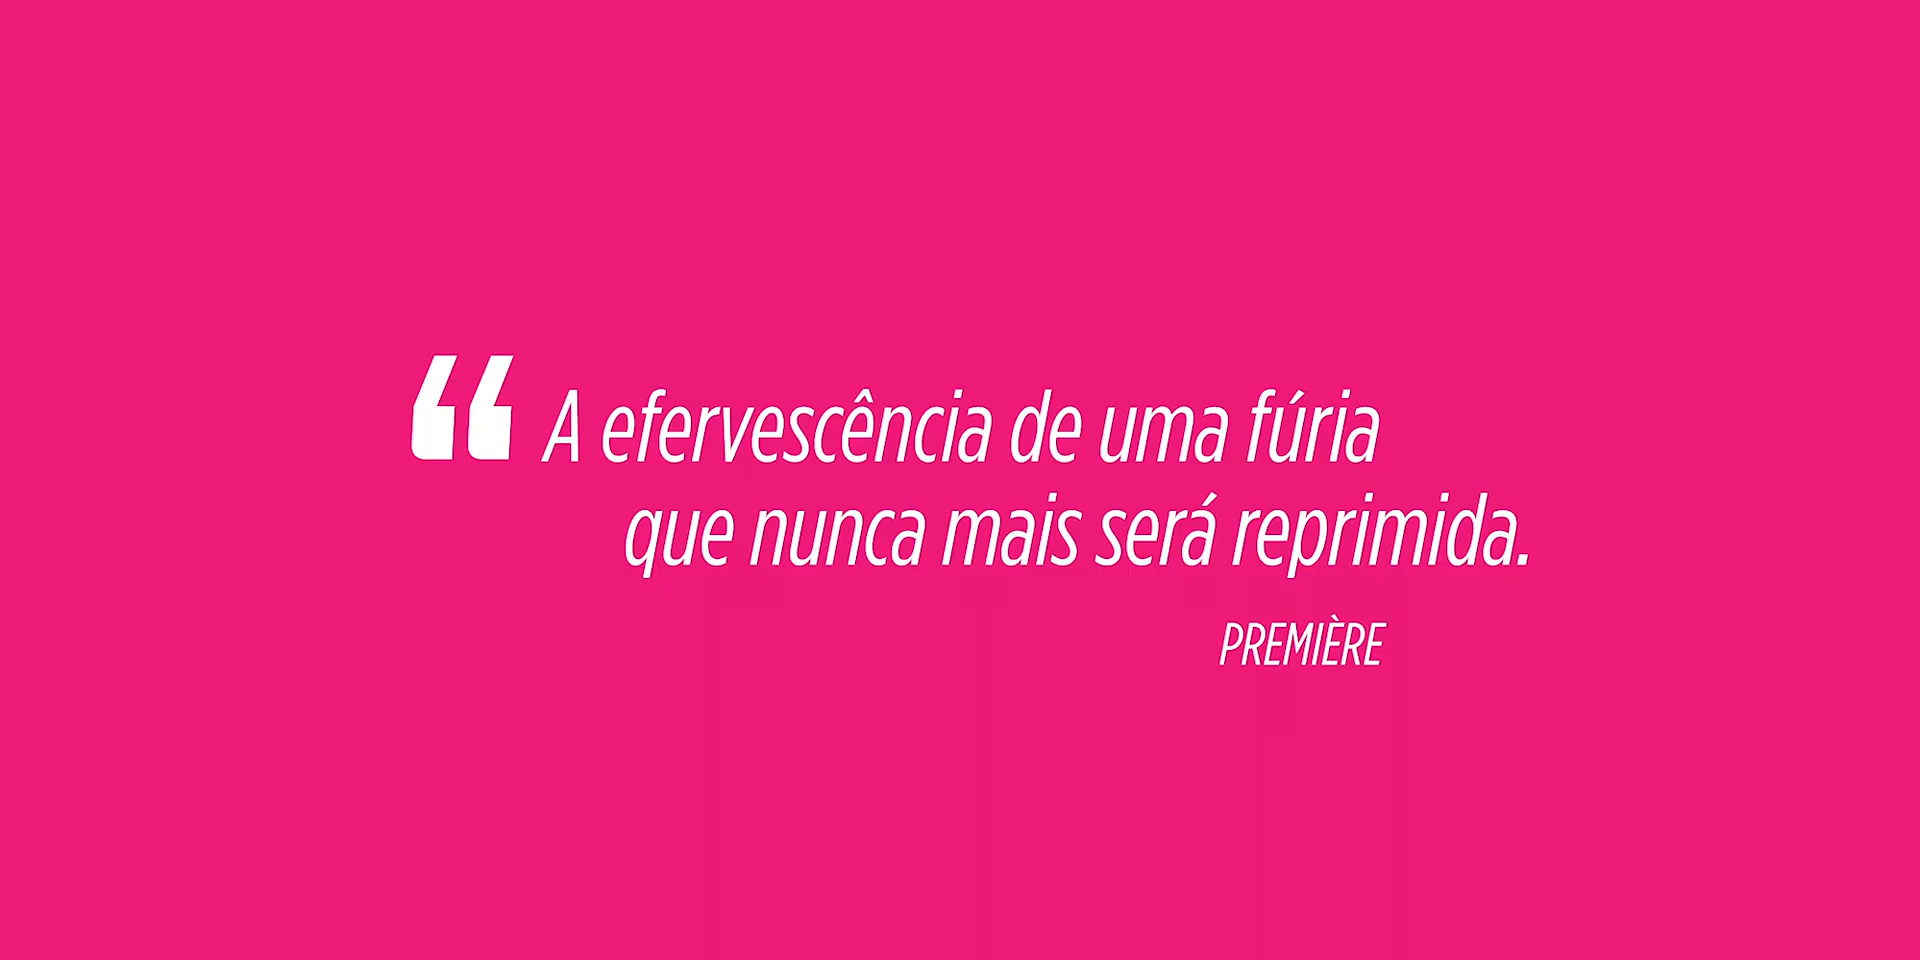 “A efervescência de uma fúria
que nunca mais será reprimida.
PREMIÈRE